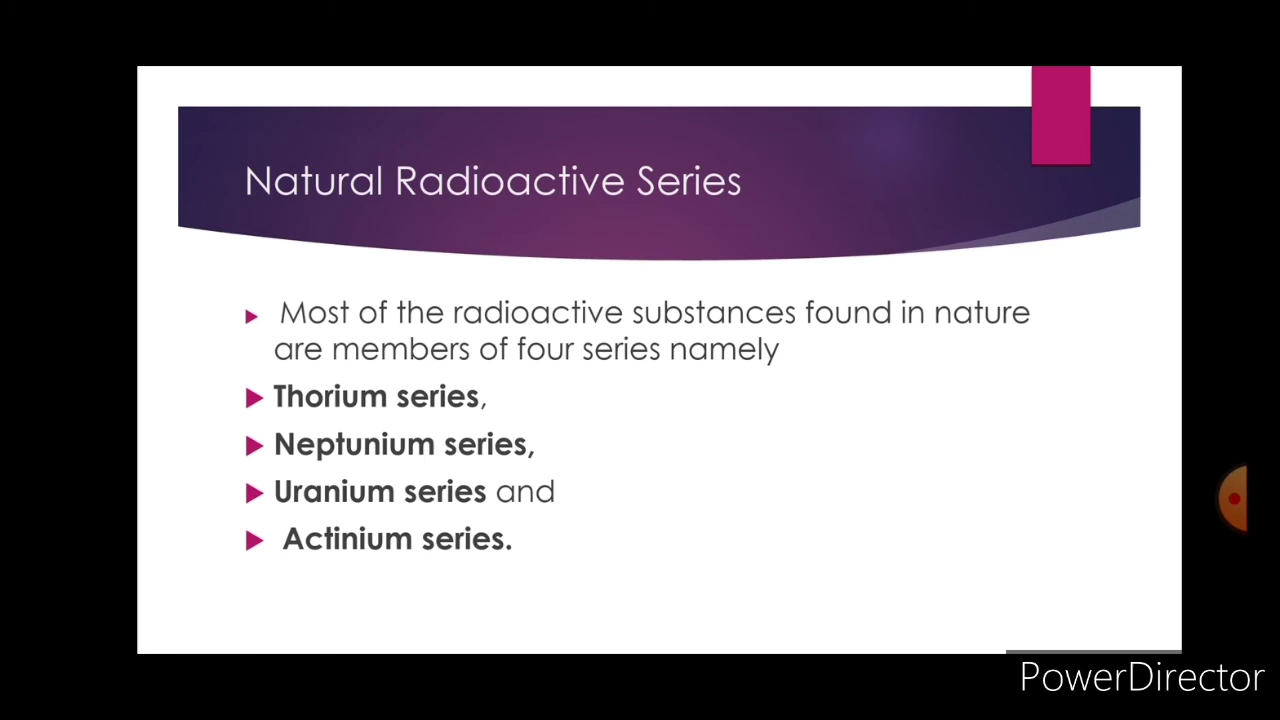 Natural Radioactive Series
Most of the radioactive substances found in nature
are members of four series namely
Thorium series,
Neptunium series,
Uranium series and
Actinium series.
PowerDirector